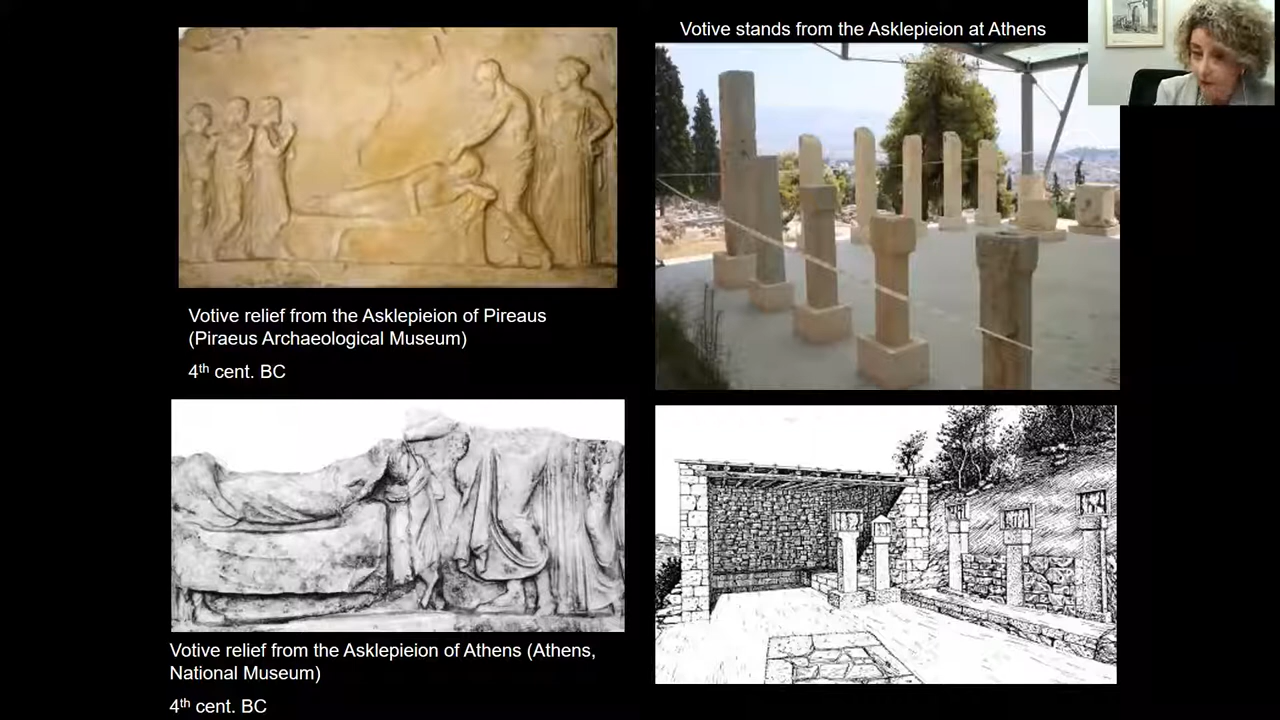 Votive stands from the Asklepieion at Athens
Votive relief from the Asklepieion of Pireaus
(Piraeus Archaeological Museum)
4th cent. BC
Votive relief from the Asklepieion of Athens (Athens,
National Museum)
4th cent. BC